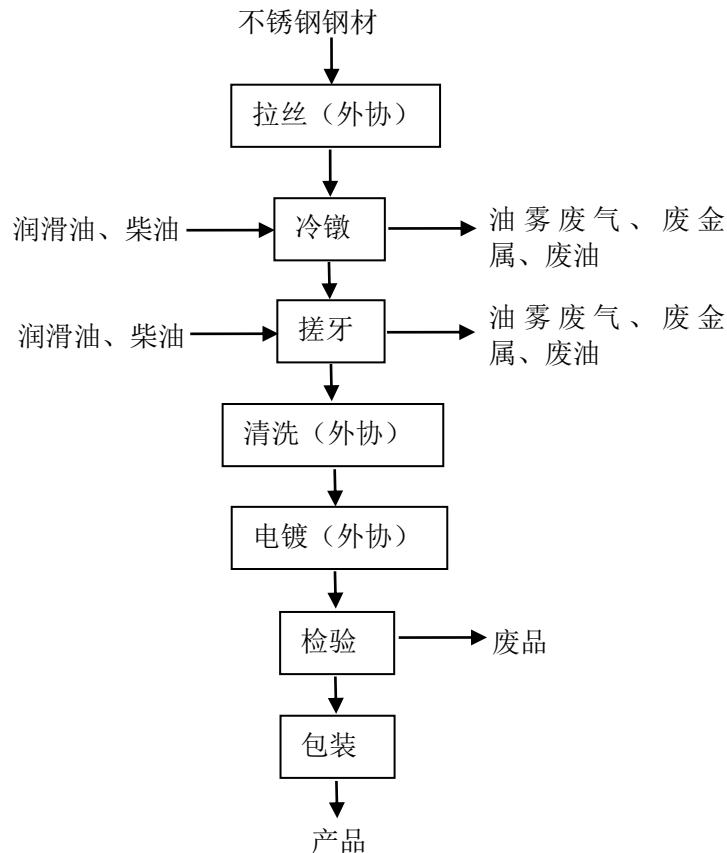 不锈钢钢材
拉丝（外协）
润滑油、柴油
冷镦
油雾废气、废金
属、废油
润滑油、柴油
搓牙
油雾废气、废金
属、废油
清洗（外协）
电镀（外协）
检验
废品
包装
产品